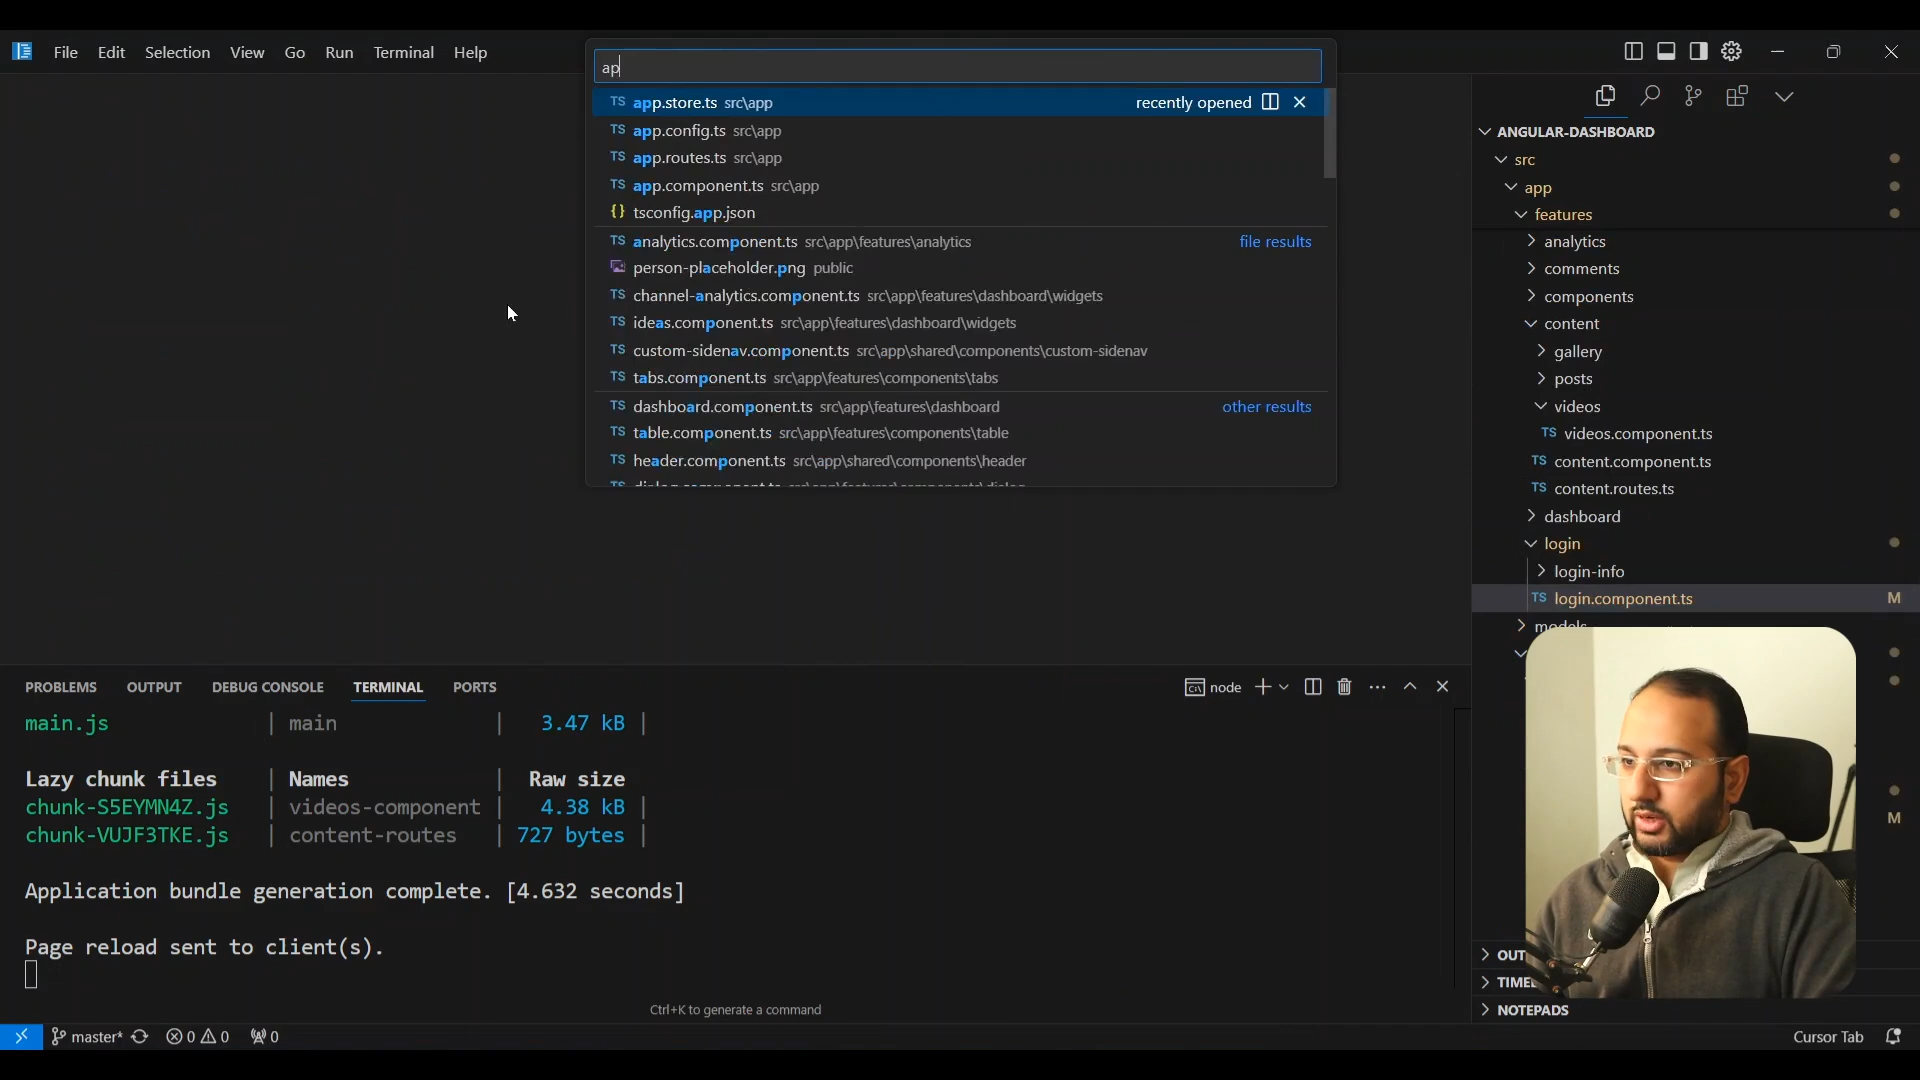 File Edit Selection View Go Run Terminal Help
ap
TS app.store.ts src\app recently opened
TS app.config.ts src\app
TS app.routes.ts src\app
TS app.component.ts src\app
{} tsconfig.app.json
TS analytics.component.ts src\app\features\analytics file results
person-placeholder.png public
TS channel-analytics.component.ts src\app\features\dashboard\widgets
TS ideas.component.ts src\app\features\dashboard\widgets
TS custom-sidenav.component.ts src\app\shared\components\custom-sidenav
TS tabs.component.ts src\app\features\components\tabs
TS dashboard.component.ts src\app\features\dashboard other results
TS table.component.ts src\app\features\components\table
TS header.component.ts src\app\shared\components\header
ANGULAR-DASHBOARD
src
app
features
analytics
comments
components
content
gallery
posts
videos
TS videos.component.ts
TS content.component.ts
TS content.routes.ts
dashboard
login
login-info
TS login.component.ts M
models
M
OUT
TIME
NOTEPADS
PROBLEMS OUTPUT DEBUG CONSOLE TERMINAL PORTS node
main.js | main | 3.47 kB |
Lazy chunk files | Names | Raw size
chunk-S5EYMN4Z.js | videos-component | 4.38 kB |
chunk-VUJF3TKE.js | content-routes | 727 bytes |
Application bundle generation complete. [4.632 seconds]
Page reload sent to client(s).
Ctrl+K to generate a command
master* 0 0 0 Cursor Tab